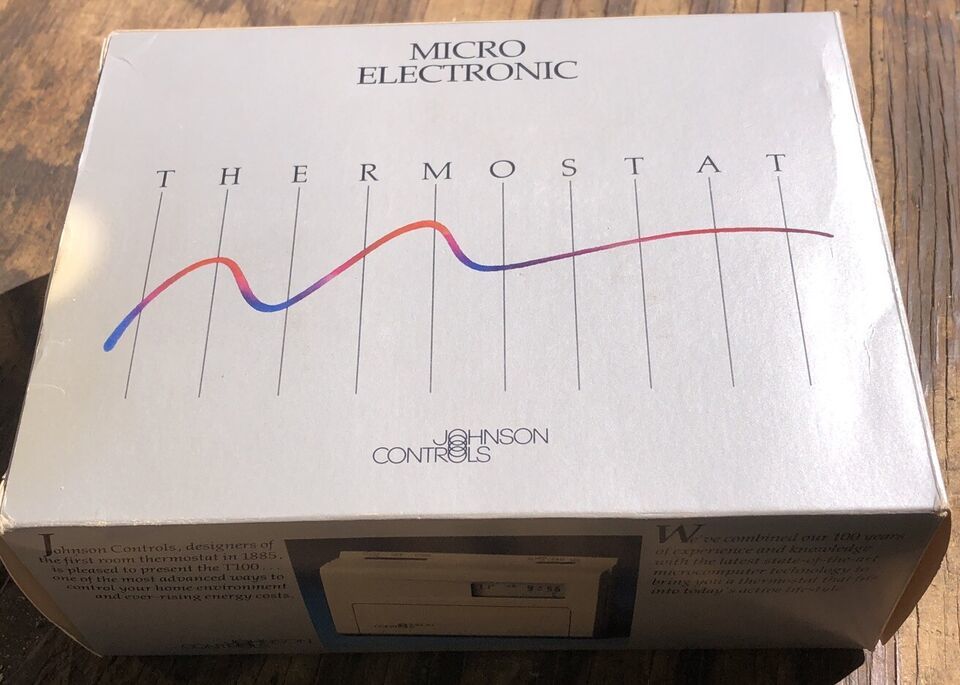 MICRO
ELECTRONIC
THERMOSTAT
JOHNSON
CONTROLS
Johnson Controls, designers of
the first room thermostat in 1885.
is pleased to present the T100...
one of the most advanced ways to
control your home environment
and ever-rising energy costs.
We've combined our 100 years
of experience and knowledge
with the latest state-of-the-art
microcomputer technology to
bring you a thermostat that fits
into today's active lifestyle.
JOHNSON
CONTROLS